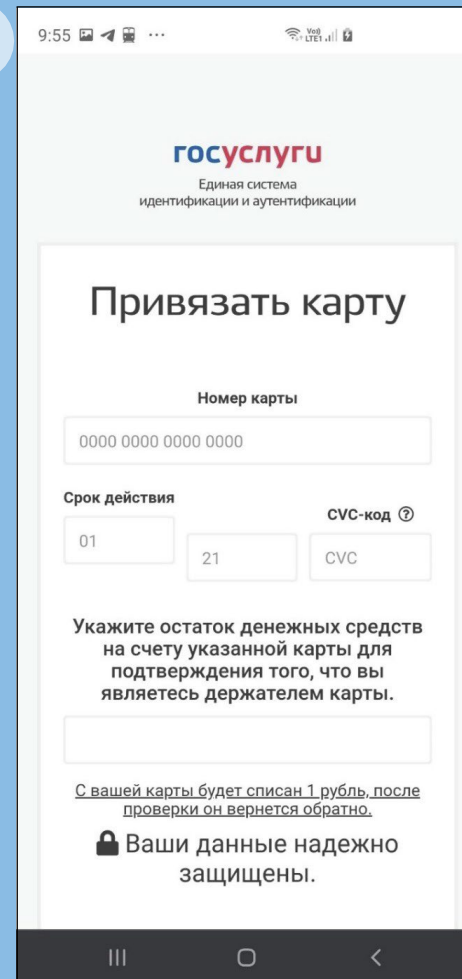 9:55
Vo)) LTE1
госуслуги
Единая система
идентификации и аутентификации
Привязать карту
Номер карты
0000 0000 0000 0000
Срок действия
CVC-код ?
01
21
CVC
Укажите остаток денежных средств
на счету указанной карты для
подтверждения того, что вы
являетесь держателем карты.
С вашей карты будет списан 1 рубль, после
проверки он вернется обратно.
Ваши данные надежно
защищены.